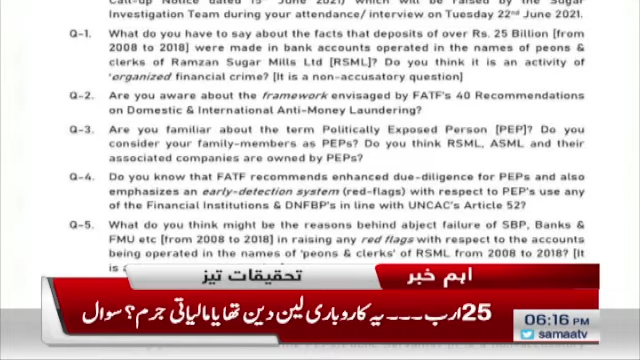 Call-up Notice dated 15th June 2021) which will be raised by the Sugar
Investigation Team during your attendance/ interview on Tuesday 22nd June 2021.
Q-1. What do you have to say about the facts that deposits of over Rs. 25 Billion [from
2008 to 2018] were made in bank accounts operated in the names of peons &
clerks of Ramzan Sugar Mills Ltd [RSML]? Do you think it is an activity of
'organized financial crime? [It is a non-accusatory question]
Q-2. Are you aware about the framework envisaged by FATF's 40 Recommendations
on Domestic & International Anti-Money Laundering?
Q-3. Are you familiar about the term Politically Exposed Person [PEP]? Do you
consider your family-members as PEPs? Do you think RSML, ASML and their
associated companies are owned by PEPs?
Q-4. Do you know that FATF recommends enhanced due-diligence for PEPs and also
emphasizes an early-detection system (red-flags) with respect to PEP's use any
of the Financial Institutions & DNFBP's in line with UNCAC's Article 52?
Q-5. What do you think might be the reasons behind abject failure of SBP, Banks &
FMU etc [from 2008 to 2018] in raising any red flags with respect to the accounts
being operated in the names of 'peons & clerks' of RSML from 2008 to 2018? [It
is a
اہم خبر
تحقیقات تیز
25 ارب ۔۔۔ یہ کاروباری لین دین تھا یا مالیاتی جرم؟ سوال
06:16 PM
samaatv